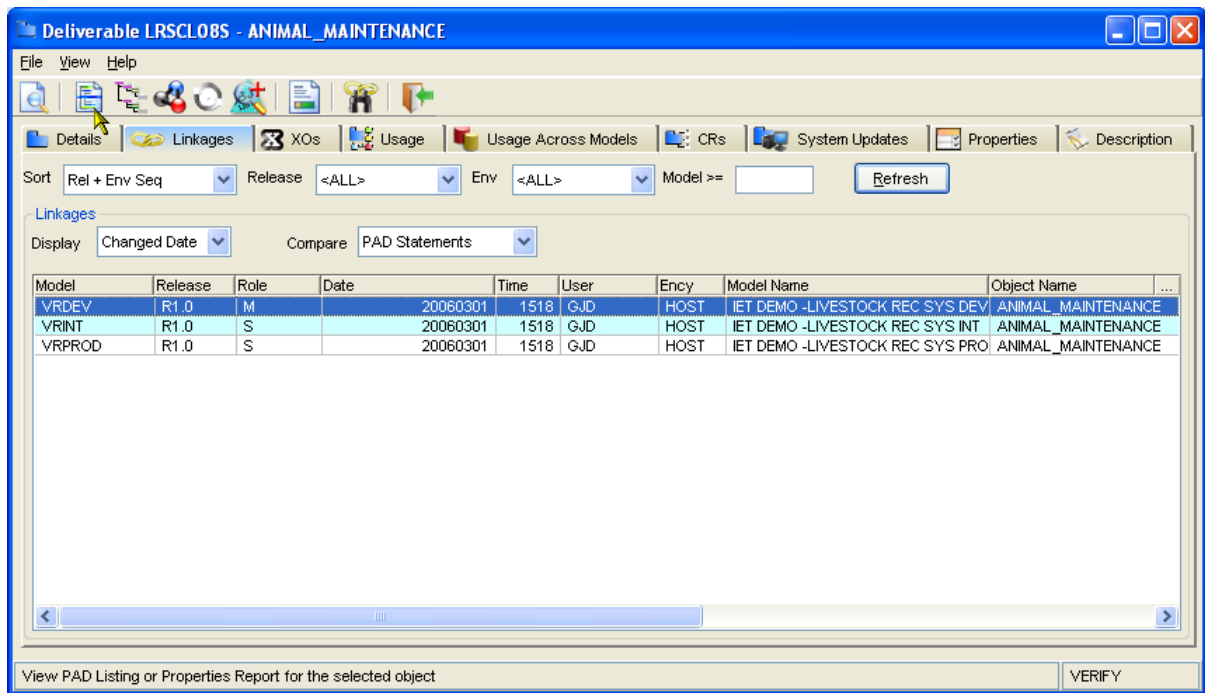 Deliverable LRSCL08S - ANIMAL_MAINTENANCE
File View Help
Details Linkages XOs Usage Usage Across Models CRs System Updates Properties Description
Sort Rel + Env Seq Release <ALL> Env <ALL> Model >= Refresh
Linkages
Display Changed Date Compare PAD Statements
Model Release Role Date Time User Ency Model Name Object Name ...
VRDEV R1.0 M 20060301 1518 GJD HOST IET DEMO -LIVESTOCK REC SYS DEV ANIMAL_MAINTENANCE
VRINT R1.0 S 20060301 1518 GJD HOST IET DEMO -LIVESTOCK REC SYS INT ANIMAL_MAINTENANCE
VRPROD R1.0 S 20060301 1518 GJD HOST IET DEMO -LIVESTOCK REC SYS PRO ANIMAL_MAINTENANCE
View PAD Listing or Properties Report for the selected object VERIFY